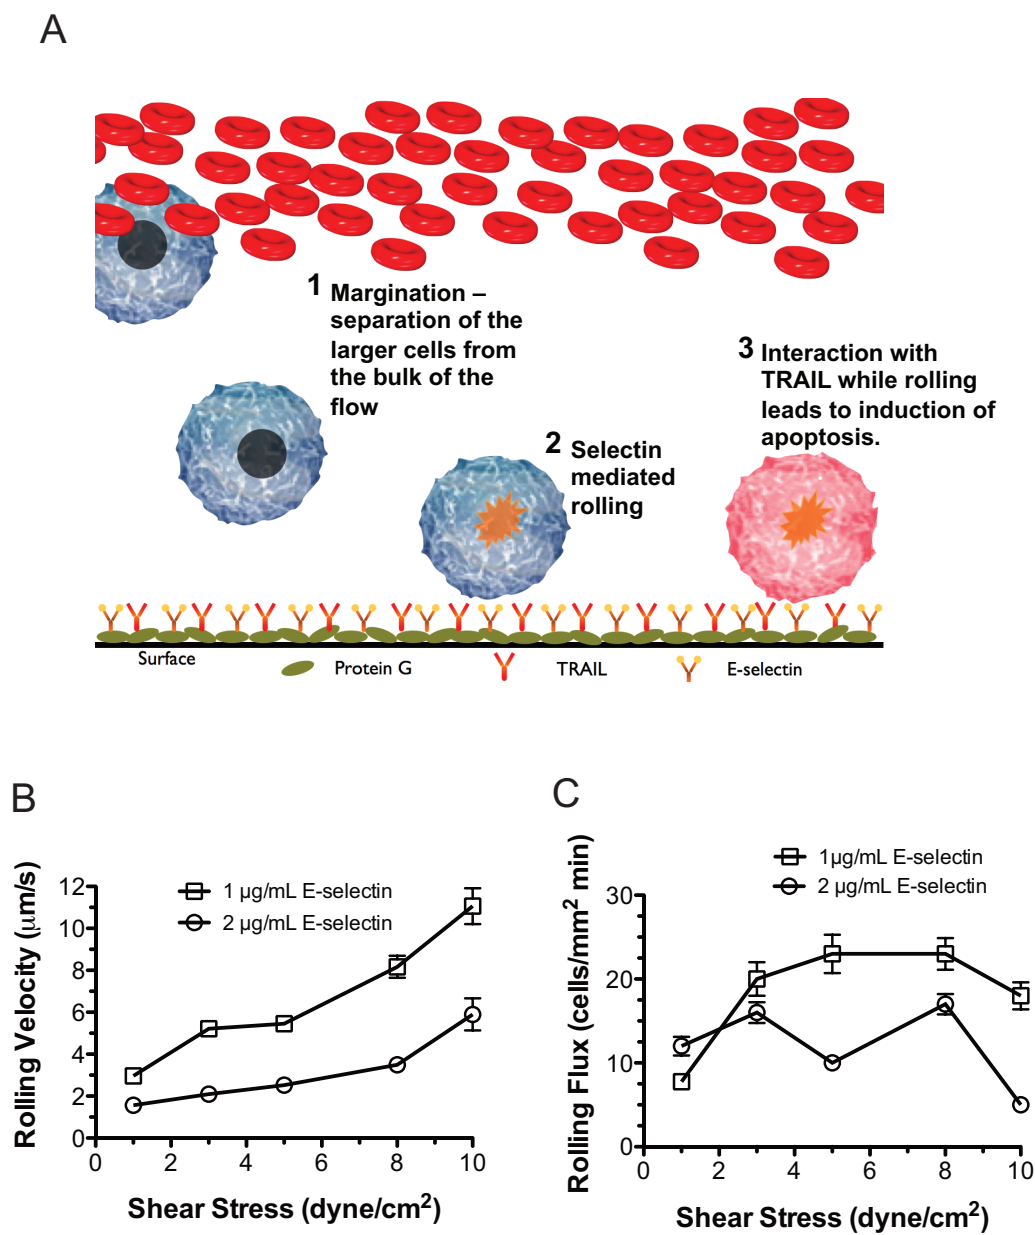 A
1 Margination –
separation of the
larger cells from
the bulk of the
flow
2 Selectin
mediated
rolling
3 Interaction with
TRAIL while rolling
leads to induction of
apoptosis.
Surface
Protein G
TRAIL
E-selectin
B
1 µg/mL E-selectin
2 µg/mL E-selectin
Rolling Velocity (µm/s)
12
10
8
6
4
2
0
0 2 4 6 8 10
Shear Stress (dyne/cm²)
C
1µg/mL E-selectin
2 µg/mL E-selectin
Rolling Flux (cells/mm² min)
30
20
10
0
0 2 4 6 8 10
Shear Stress (dyne/cm²)